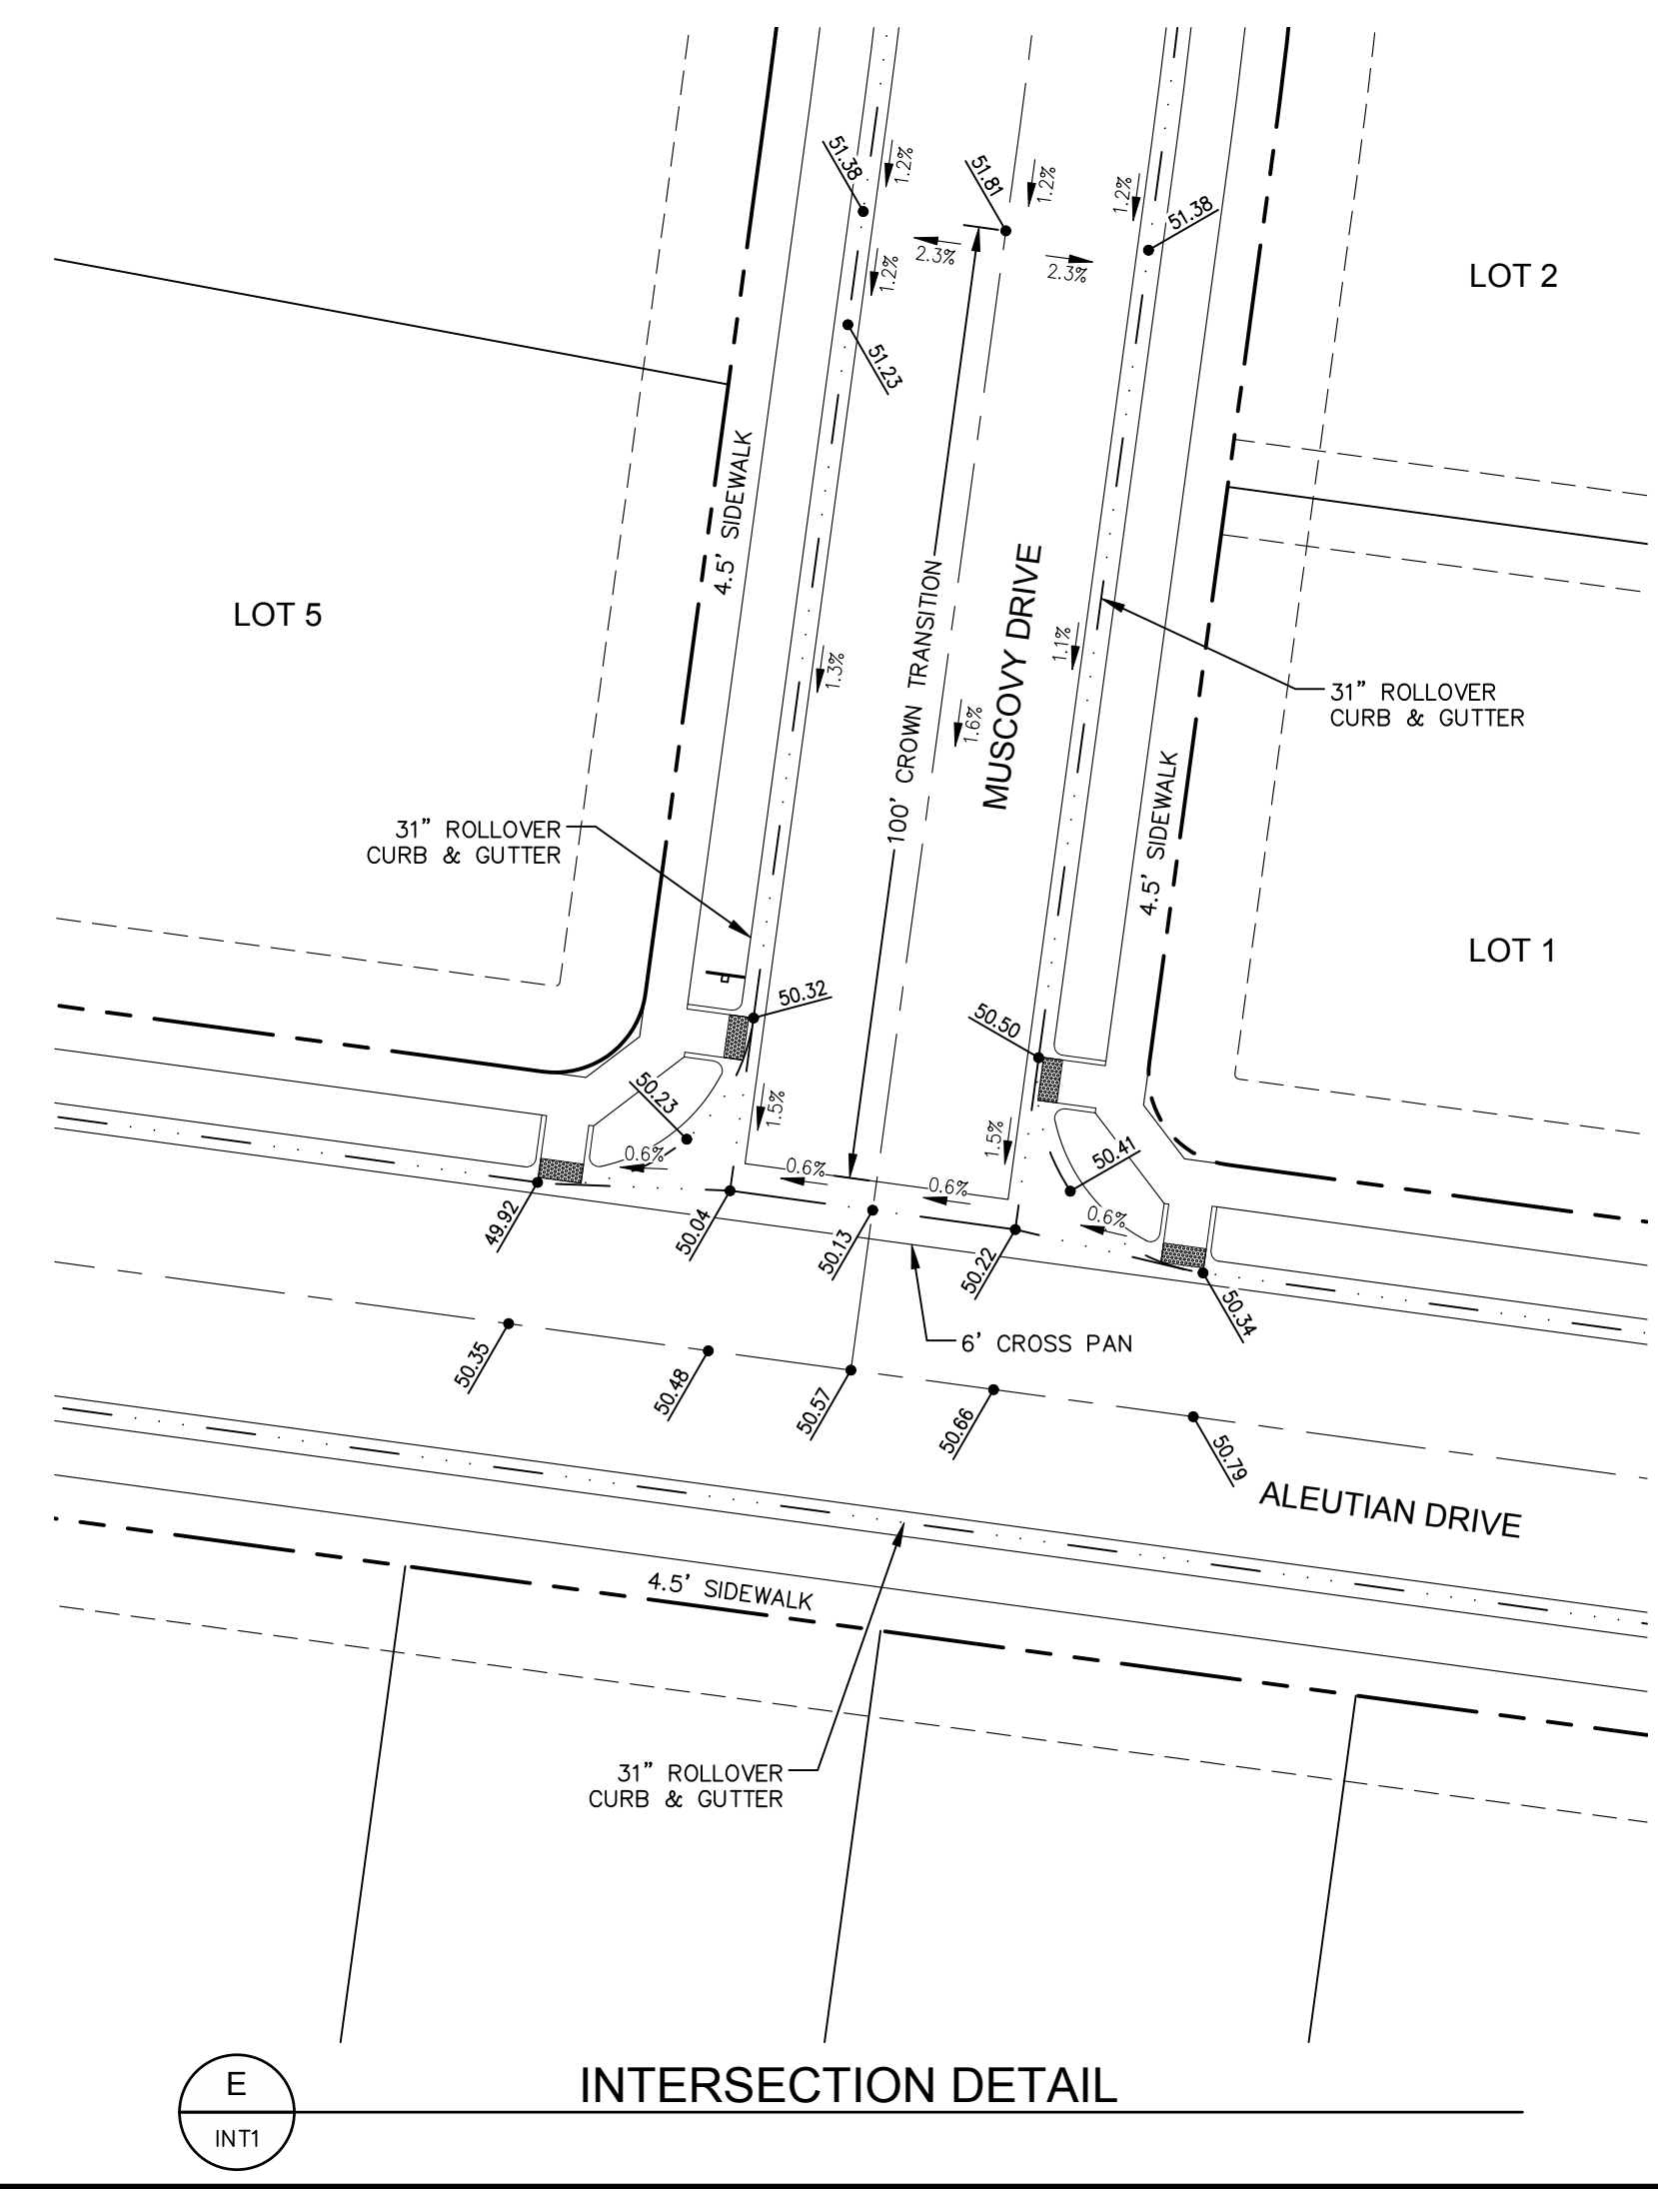 51.38
1.2%
51.81
1.2%
1.2%
51.38
2.3%
2.3%
1.2%
LOT 2
51.23
4.5' SIDEWALK
100' CROWN TRANSITION
MUSCOVY DRIVE
LOT 5
1.3%
1.1%
1.6%
31" ROLLOVER
CURB & GUTTER
4.5' SIDEWALK
31" ROLLOVER
CURB & GUTTER
LOT 1
50.32
50.50
50.23
1.5%
1.5%
50.41
0.6%
0.6%
0.6%
0.6%
49.92
50.04
50.13
50.22
50.34
6' CROSS PAN
50.35
50.48
50.57
50.66
50.79
ALEUTIAN DRIVE
4.5' SIDEWALK
31" ROLLOVER
CURB & GUTTER
E
INT1
INTERSECTION DETAIL